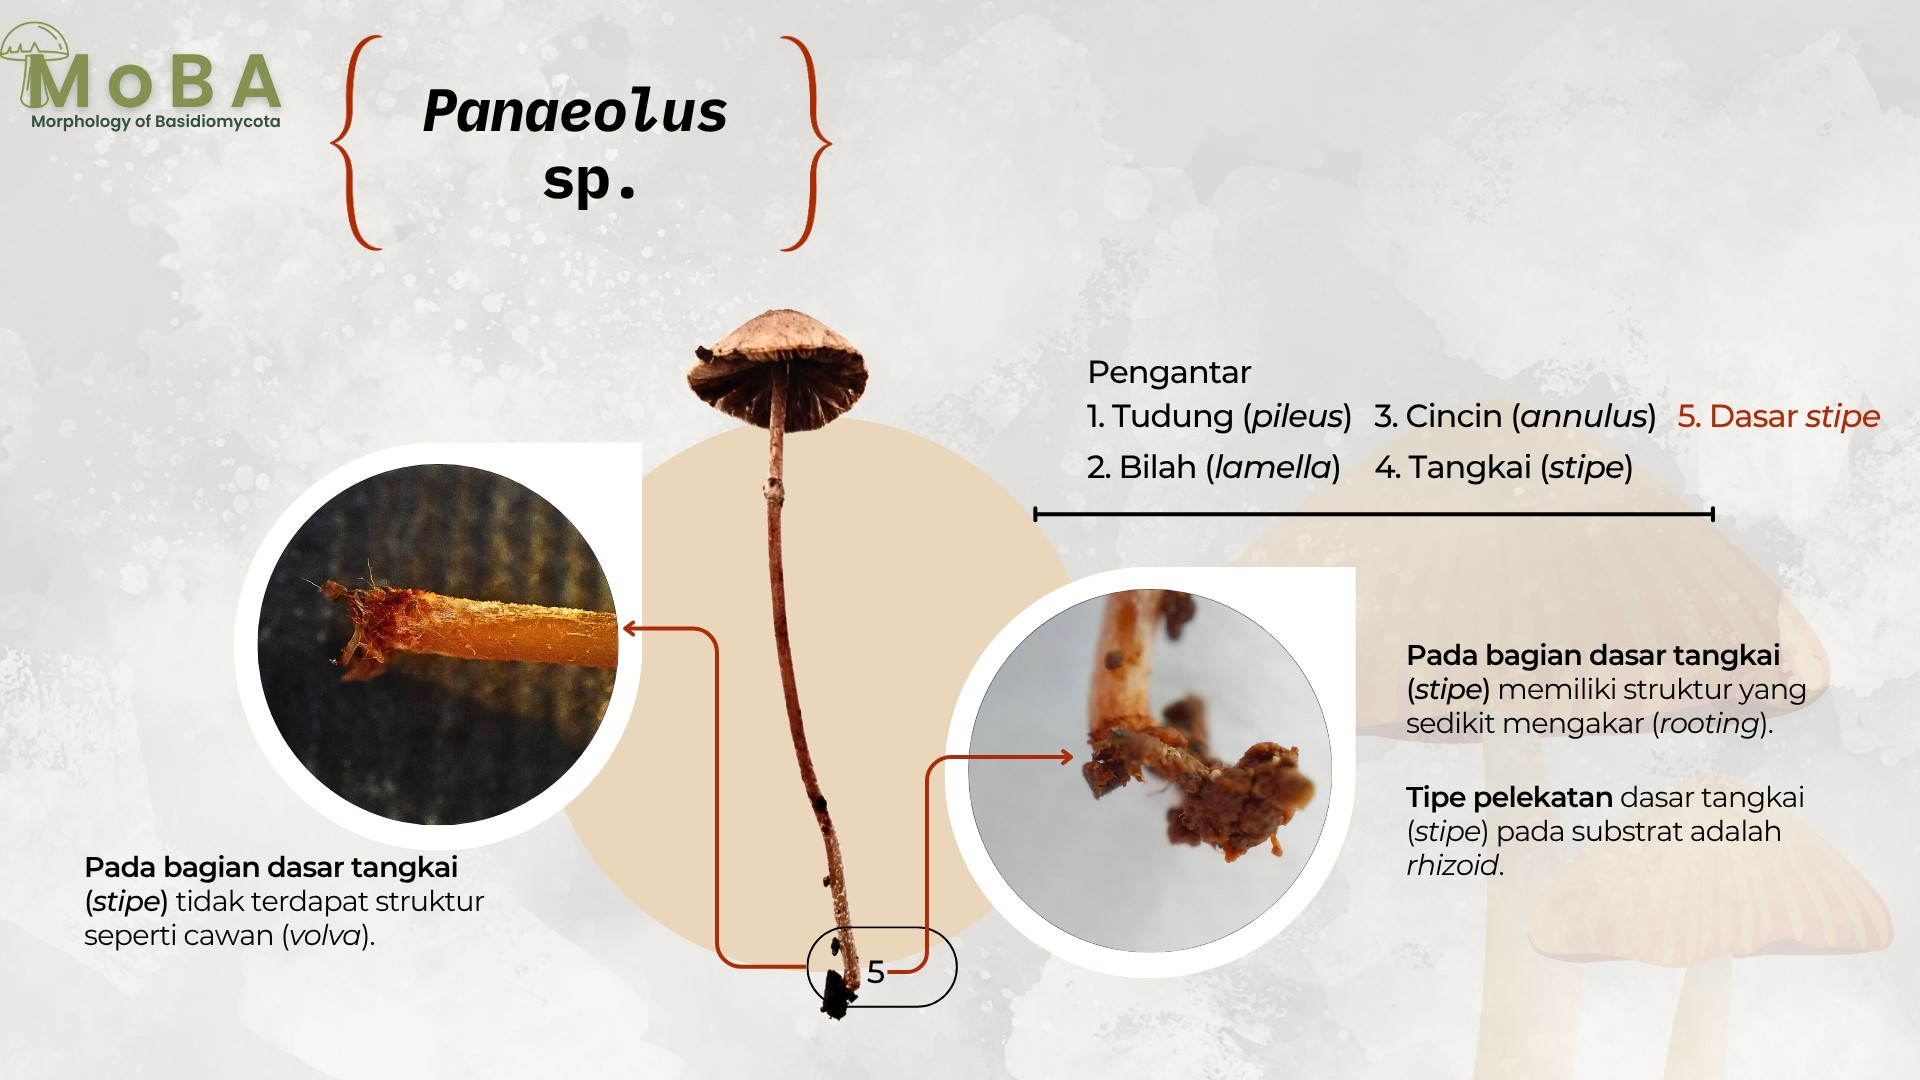 MoBA
Morphology of Basidiomycota
Panaeolus
sp.
Pengantar
1. Tudung (pileus) 3. Cincin (annulus) 5. Dasar stipe
2. Bilah (lamella) 4. Tangkai (stipe)
Pada bagian dasar tangkai
(stipe) memiliki struktur yang
sedikit mengakar (rooting).
Tipe pelekatan dasar tangkai
(stipe) pada substrat adalah
rhizoid.
Pada bagian dasar tangkai
(stipe) tidak terdapat struktur
seperti cawan (volva).
5